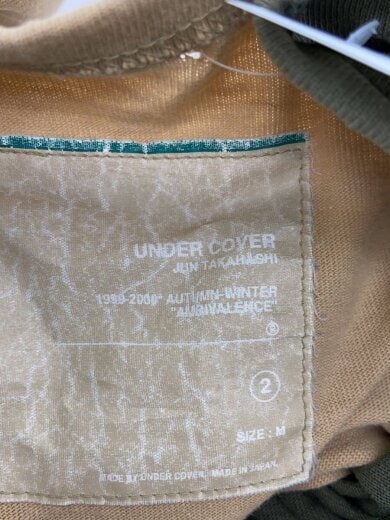 UNDER COVER
JUN TAKAHASHI
1999-2000 AUTUMN-WINTER
"AMBIVALENCE"
®
2
SIZE : M
MADE BY UNDER COVER, MADE IN JAPAN.